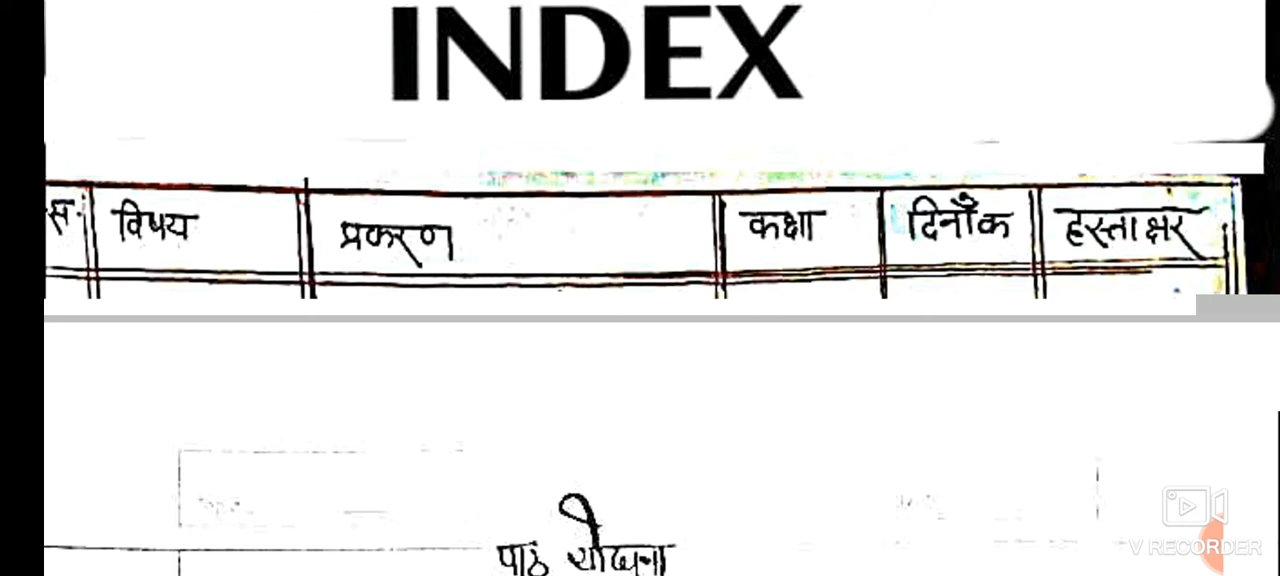 INDEX
स. विषय प्रकरण कक्षा दिनाँक हस्ताक्षर
पाठ योजना
V RECORDER